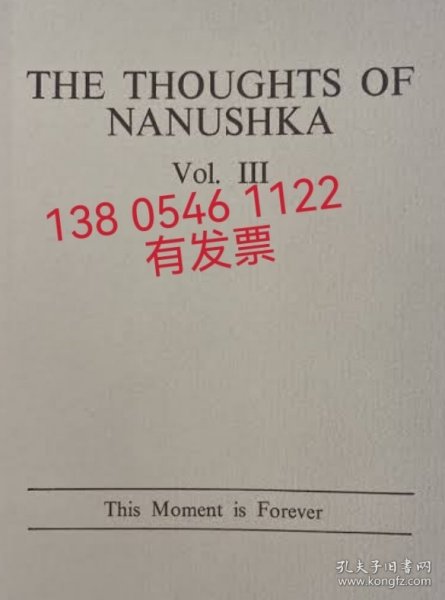 THE THOUGHTS OF
NANUSHKA
Vol. III
138 0546 1122
有发票
This Moment is Forever
孔夫子旧书网
www.kongfz.com